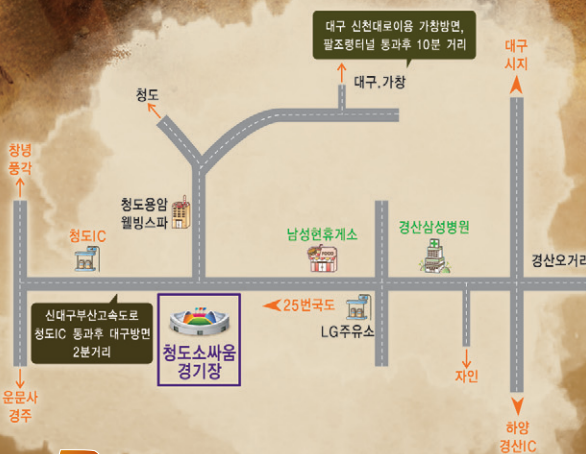 대구 신천대로이용 가창방면,
팔조령터널 통과후 10분 거리
대구
시지
대구.가창
청도
창녕
풍각
청도용암
웰빙스파
청도IC
남성현휴게소
경산삼성병원
경산오거리
신대구부산고속도로
청도IC 통과후 대구방면
2분거리
25번국도
LG주유소
청도소싸움
경기장
자인
운문사
경주
하양
경산IC